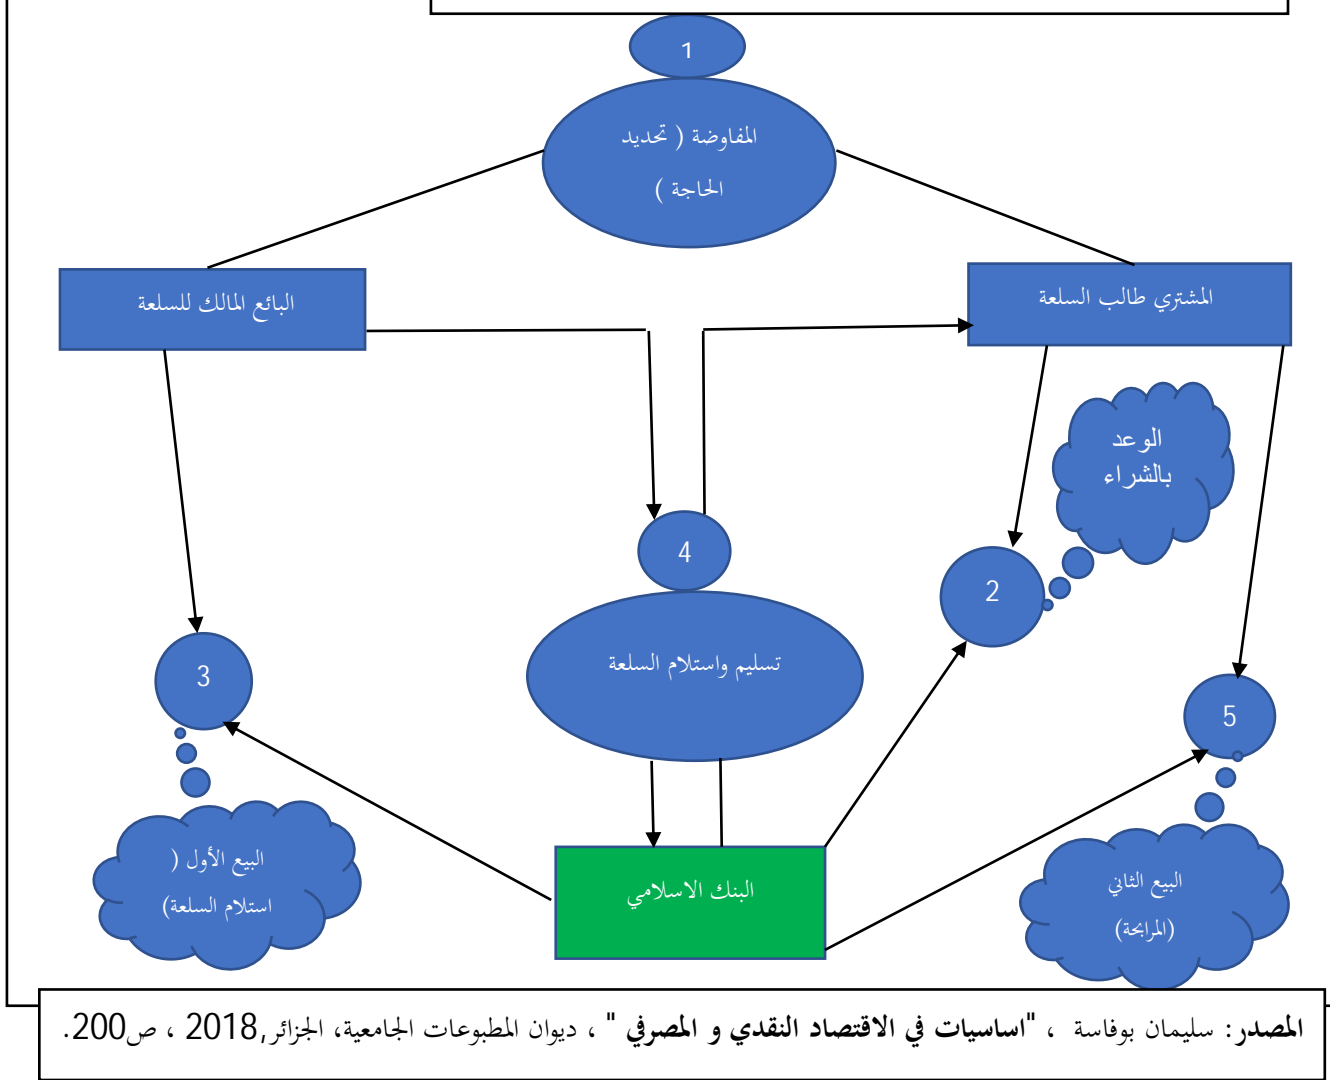 1
المفاوضة ( تحديد
الحاجة )
المشتري طالب السلعة
البائع المالك للسلعة
الوعد
بالشراء
4
2
تسليم واستلام السلعة
3
5
البيع الأول (
استلام السلعة)
البنك الاسلامي
البيع الثاني
(المرابحة)
المصدر: سليمان بوفاسة ، "اساسيات في الاقتصاد النقدي و المصرفي " ، ديوان المطبوعات الجامعية، الجزائر,2018 ، ص200.